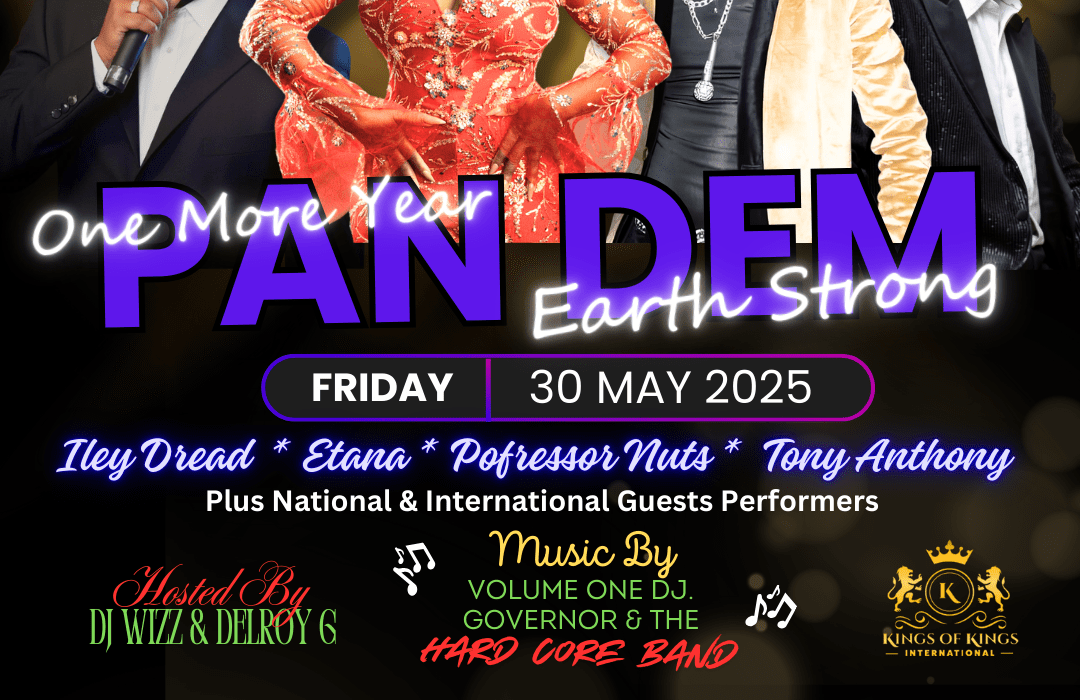 One More Year
PAN DEM
Earth Strong
FRIDAY 30 MAY 2025
Iley Dread * Etana * Pofressor Nuts * Tony Anthony
Plus National & International Guests Performers
Hosted By
DJ WIZZ & DELROY G
Music By
VOLUME ONE DJ.
GOVERNOR & THE
HARD CORE BAND
K
KINGS OF KINGS
INTERNATIONAL